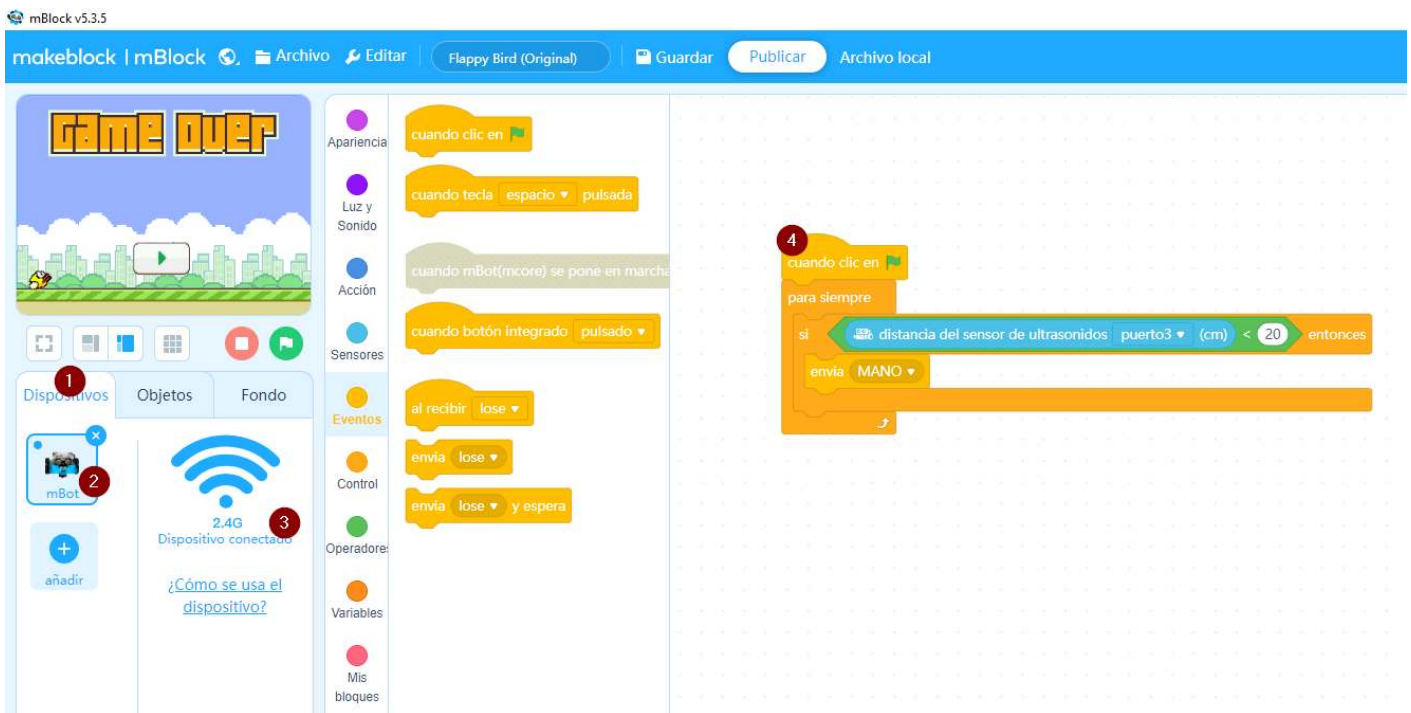 mBlock v5.3.5
makeblock | mBlock Archivo Editar Flappy Bird (Original) Guardar Publicar Archivo local
Game Over
1
Dispositivos Objetos Fondo
2
mBot
añadir
2.4G
3
Dispositivo conectado
¿Cómo se usa el
dispositivo?
Apariencia
Luz y
Sonido
Acción
Sensores
Eventos
Control
Operadores
Variables
Mis
bloques
cuando clic en
cuando tecla espacio pulsada
cuando mBot(mcore) se pone en marcha
cuando botón integrado pulsado
al recibir lose
envía lose
envía lose y espera
4
cuando clic en
para siempre
si distancia del sensor de ultrasonidos puerto3 (cm) < 20 entonces
envía MANO